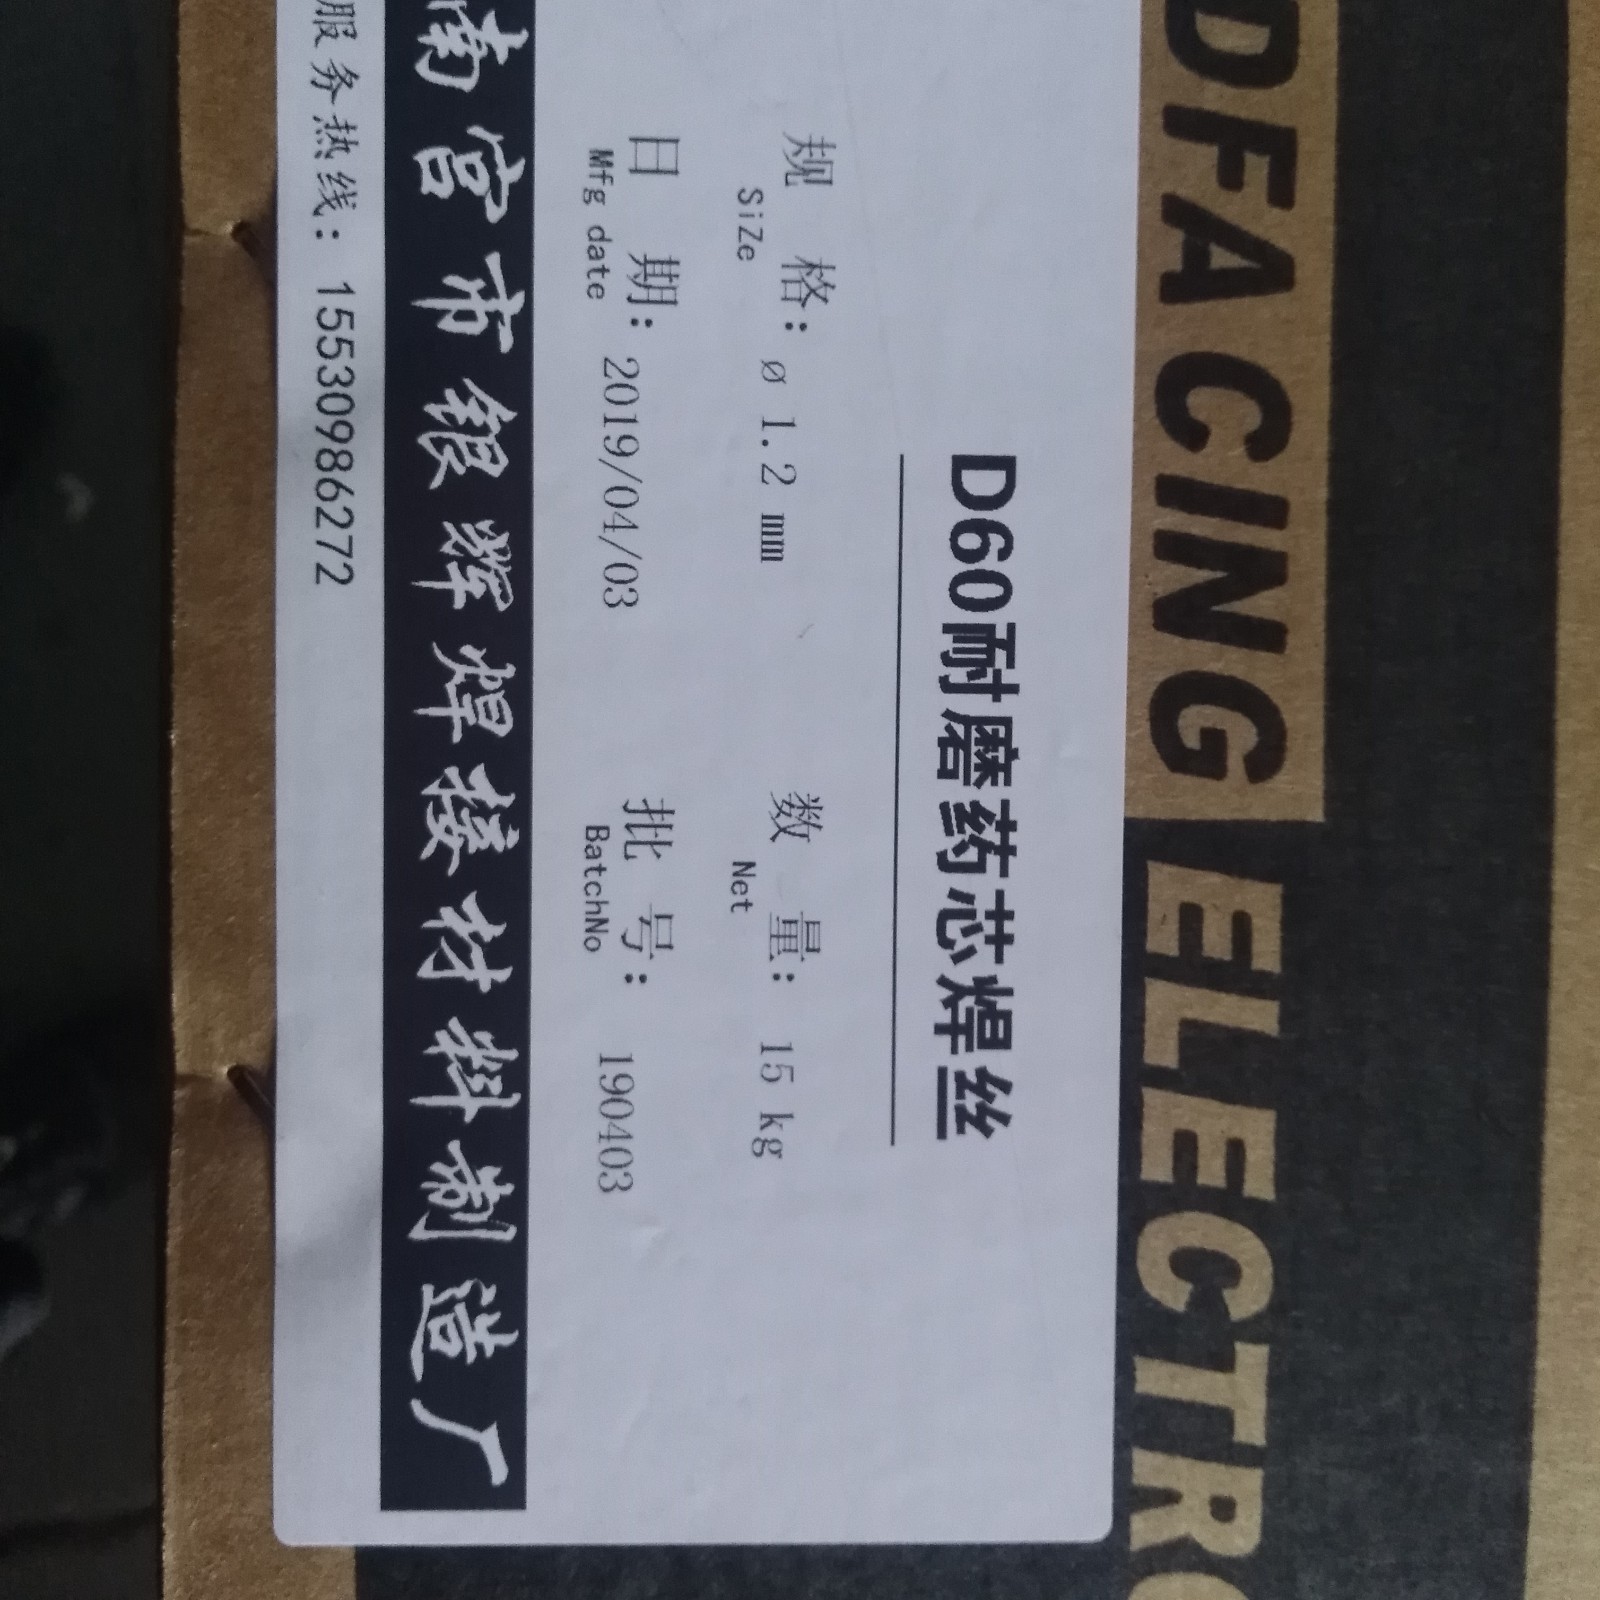 DFACING ELECTR
D60耐磨药芯焊丝
规 格: ø 1.2 mm 数 量: 15 kg
SiZe Net
日 期: 2019/04/03 批 号: 190403
Mfg date BatchNo
南宫市银辉焊接材料制造厂
服务热线: 15530986272